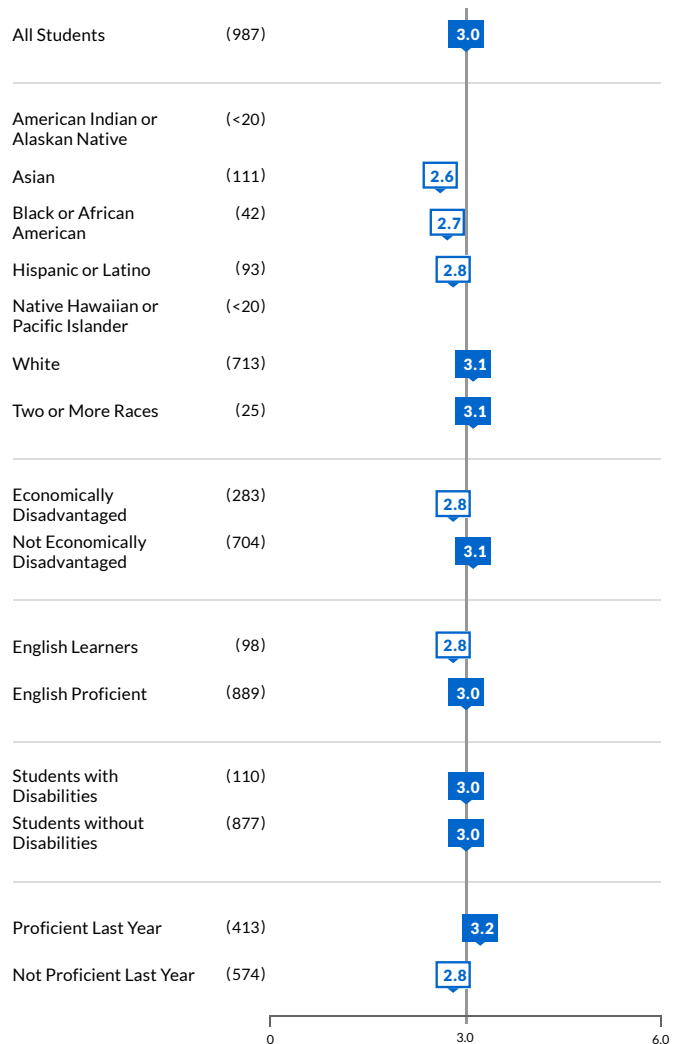 All Students (987) 3.0
American Indian or (<20)
Alaskan Native
Asian (111) 2.6
Black or African (42) 2.7
American
Hispanic or Latino (93) 2.8
Native Hawaiian or (<20)
Pacific Islander
White (713) 3.1
Two or More Races (25) 3.1
Economically (283) 2.8
Disadvantaged
Not Economically (704) 3.1
Disadvantaged
English Learners (98) 2.8
English Proficient (889) 3.0
Students with (110) 3.0
Disabilities
Students without (877) 3.0
Disabilities
Proficient Last Year (413) 3.2
Not Proficient Last Year (574) 2.8
0 3.0 6.0